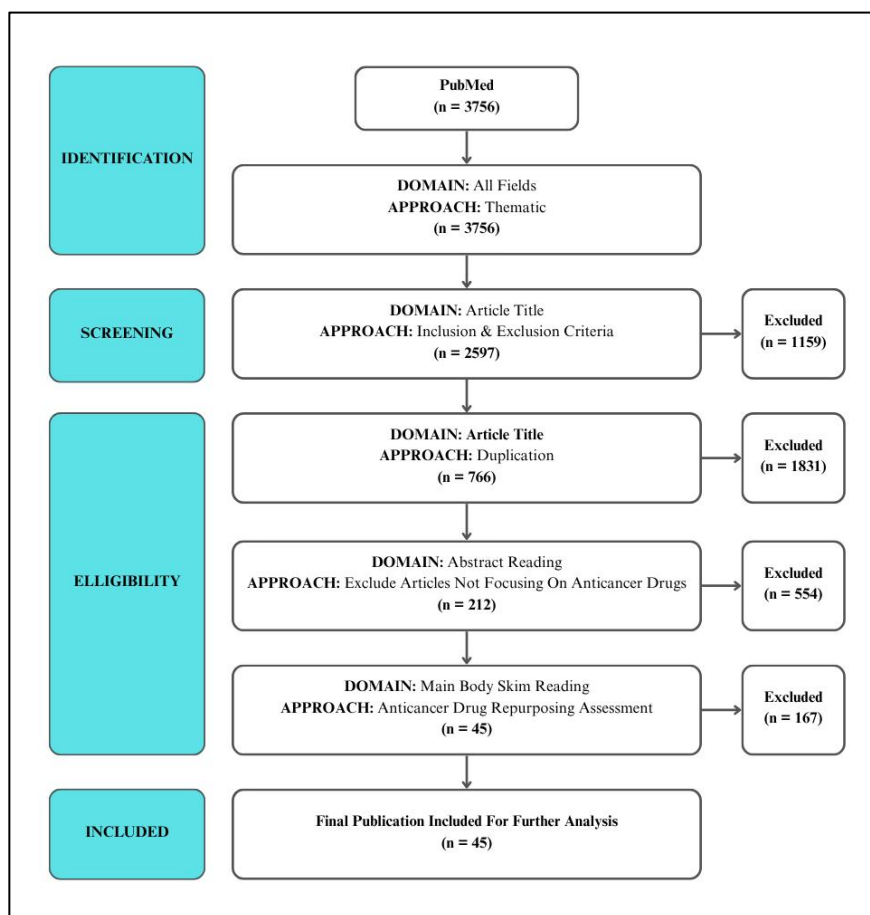 IDENTIFICATION
PubMed
(n = 3756)
DOMAIN: All Fields
APPROACH: Thematic
(n = 3756)
SCREENING
DOMAIN: Article Title
APPROACH: Inclusion & Exclusion Criteria
(n = 2597)
Excluded
(n = 1159)
ELLIGIBILITY
DOMAIN: Article Title
APPROACH: Duplication
(n = 766)
Excluded
(n = 1831)
DOMAIN: Abstract Reading
APPROACH: Exclude Articles Not Focusing On Anticancer Drugs
(n = 212)
Excluded
(n = 554)
DOMAIN: Main Body Skim Reading
APPROACH: Anticancer Drug Repurposing Assessment
(n = 45)
Excluded
(n = 167)
INCLUDED
Final Publication Included For Further Analysis
(n = 45)